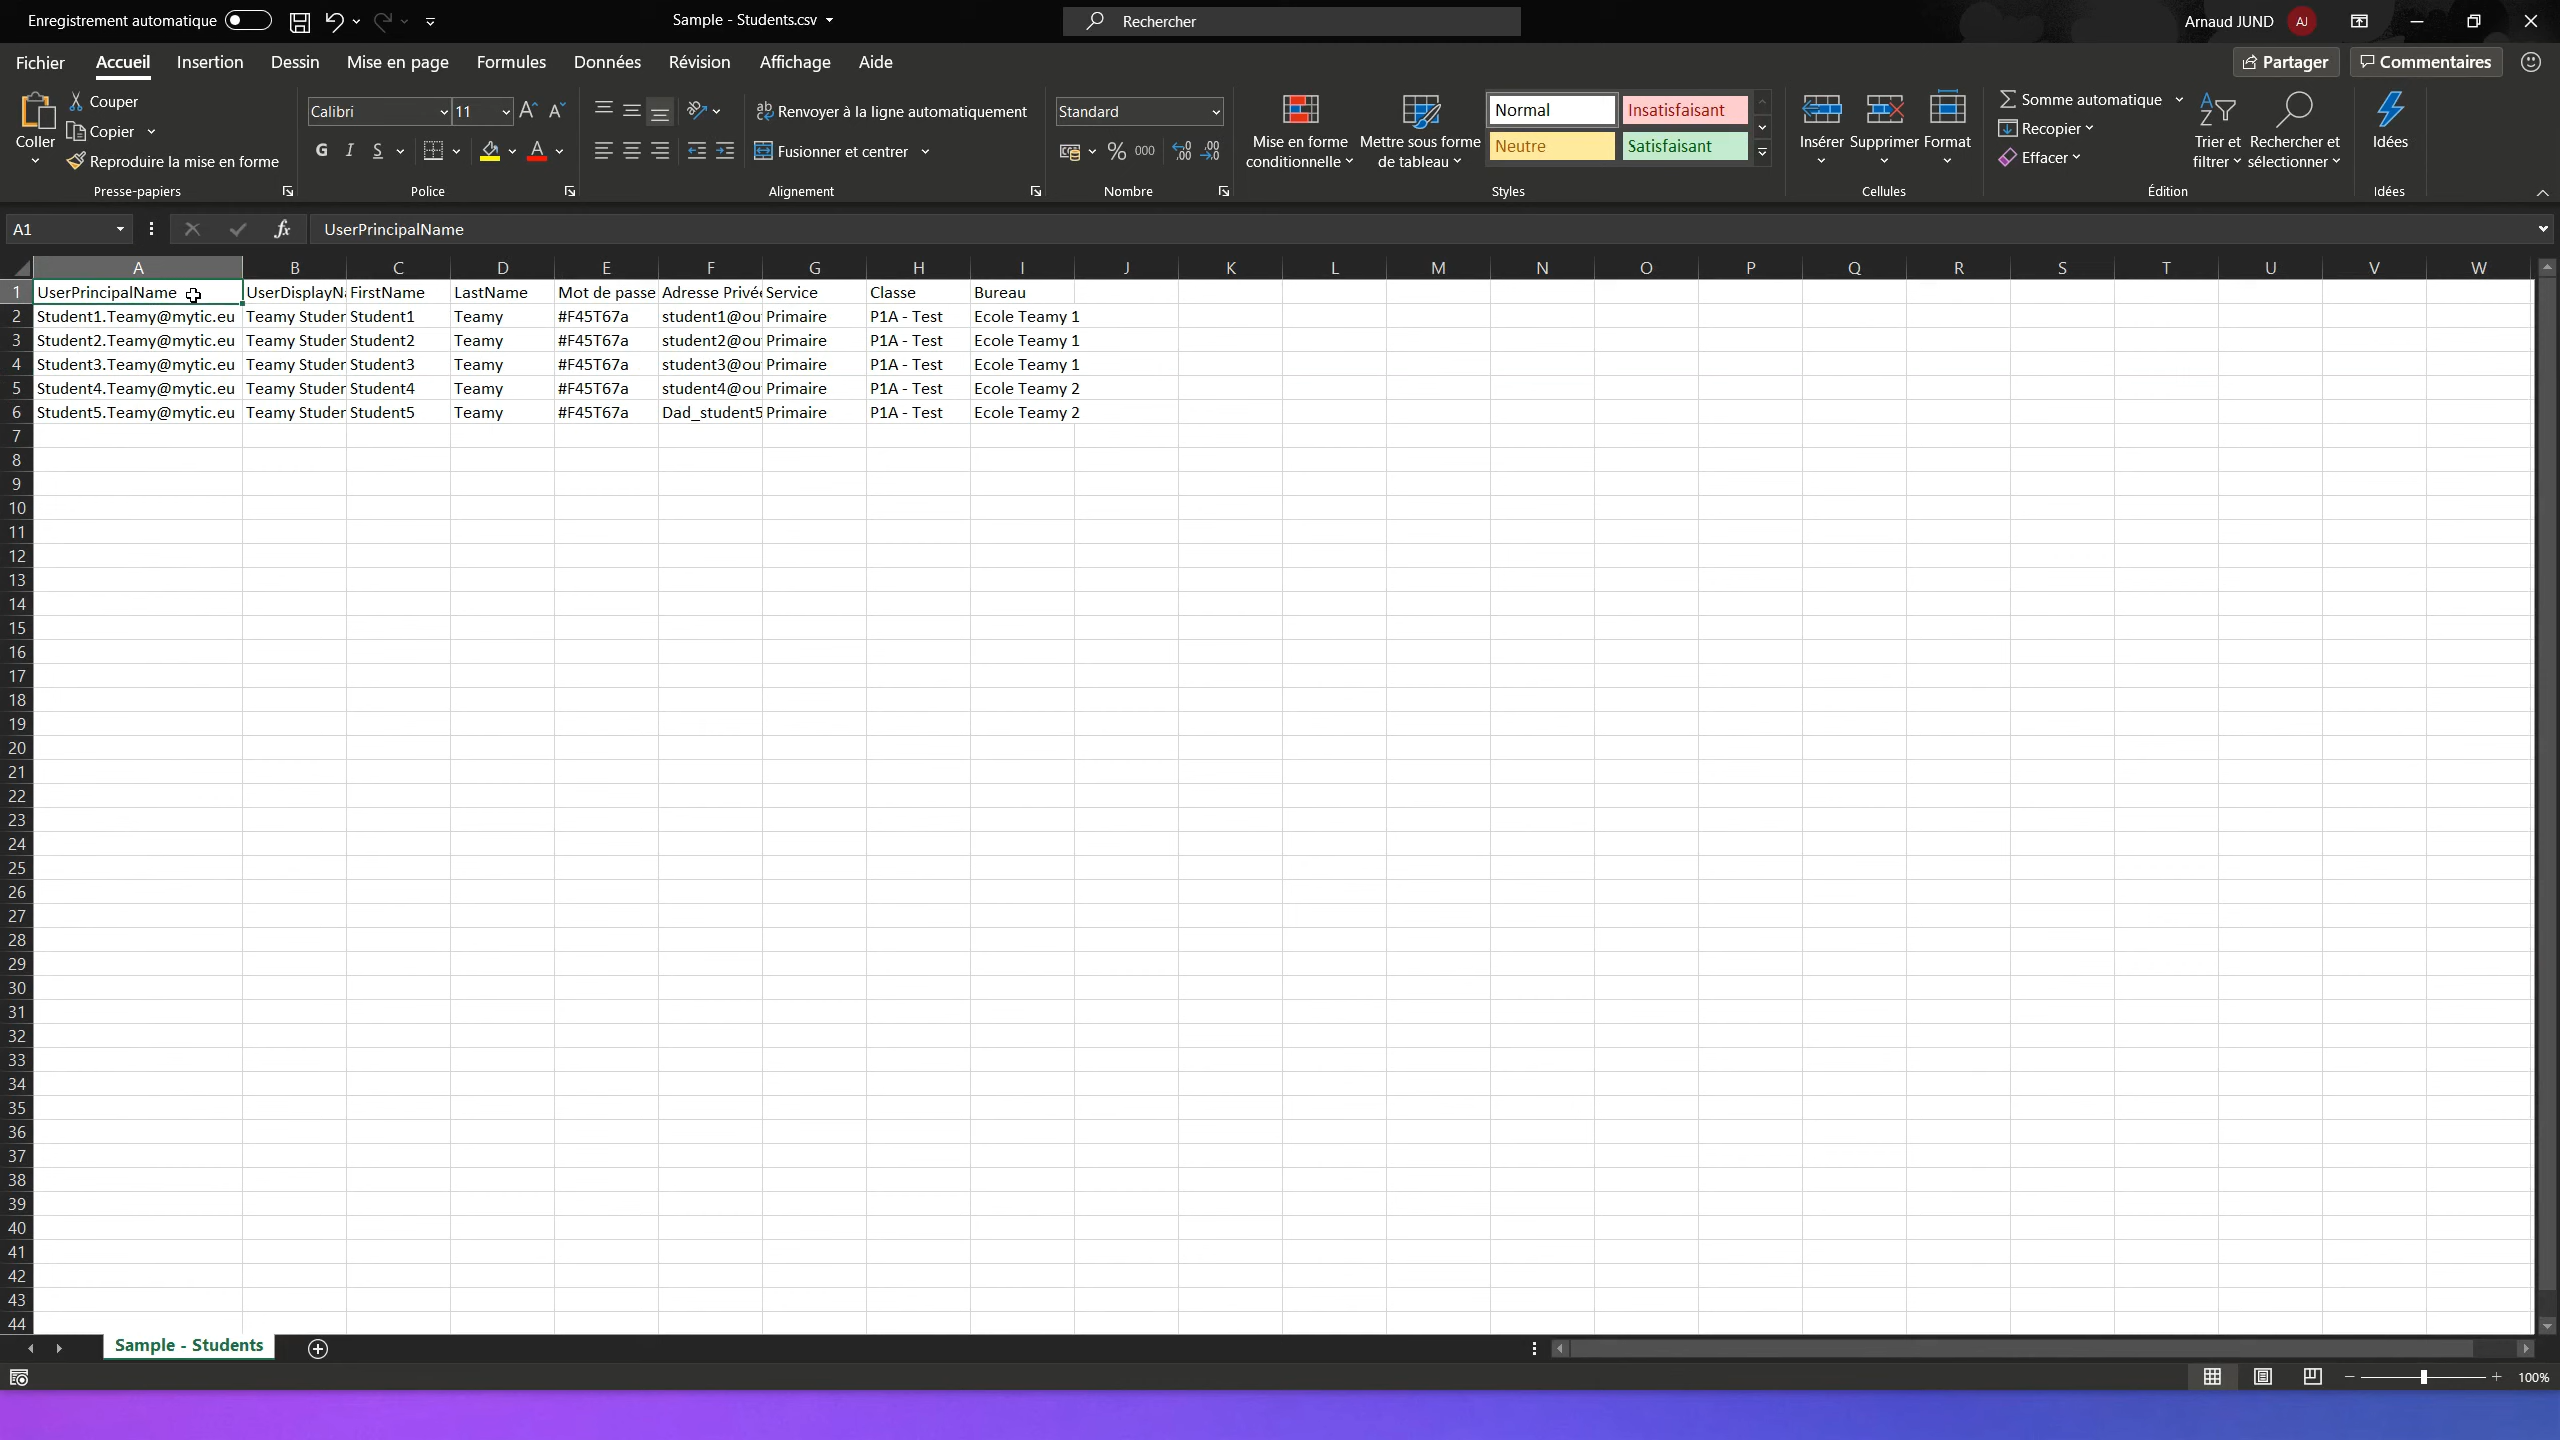 Enregistrement automatique
Sample - Students.csv
Rechercher
Arnaud JUND AJ
Fichier Accueil Insertion Dessin Mise en page Formules Données Révision Affichage Aide
Partager Commentaires
Coller
Couper
Copier
Reproduire la mise en forme
Presse-papiers
Calibri 11
G I S
Police
Renvoyer à la ligne automatiquement
Fusionner et centrer
Alignement
Standard
% 000
Nombre
Mise en forme conditionnelle
Mettre sous forme de tableau
Normal Insatisfaisant
Neutre Satisfaisant
Styles
Insérer Supprimer Format
Cellules
Somme automatique
Recopier
Effacer
Trier et filtrer
Rechercher et sélectionner
Édition
Idées
Idées
A1 fx UserPrincipalName
A B C D E F G H I J K L M N O P Q R S T U V W
1 UserPrincipalName UserDisplayN FirstName LastName Mot de passe Adresse Privé Service Classe Bureau
2 Student1.Teamy@mytic.eu Teamy Studer Student1 Teamy #F45T67a student1@ou Primaire P1A - Test Ecole Teamy 1
3 Student2.Teamy@mytic.eu Teamy Studer Student2 Teamy #F45T67a student2@ou Primaire P1A - Test Ecole Teamy 1
4 Student3.Teamy@mytic.eu Teamy Studer Student3 Teamy #F45T67a student3@ou Primaire P1A - Test Ecole Teamy 1
5 Student4.Teamy@mytic.eu Teamy Studer Student4 Teamy #F45T67a student4@ou Primaire P1A - Test Ecole Teamy 2
6 Student5.Teamy@mytic.eu Teamy Studer Student5 Teamy #F45T67a Dad_student5 Primaire P1A - Test Ecole Teamy 2
7
8
9
10
11
12
13
14
15
16
17
18
19
20
21
22
23
24
25
26
27
28
29
30
31
32
33
34
35
36
37
38
39
40
41
42
43
44
Sample - Students
100%